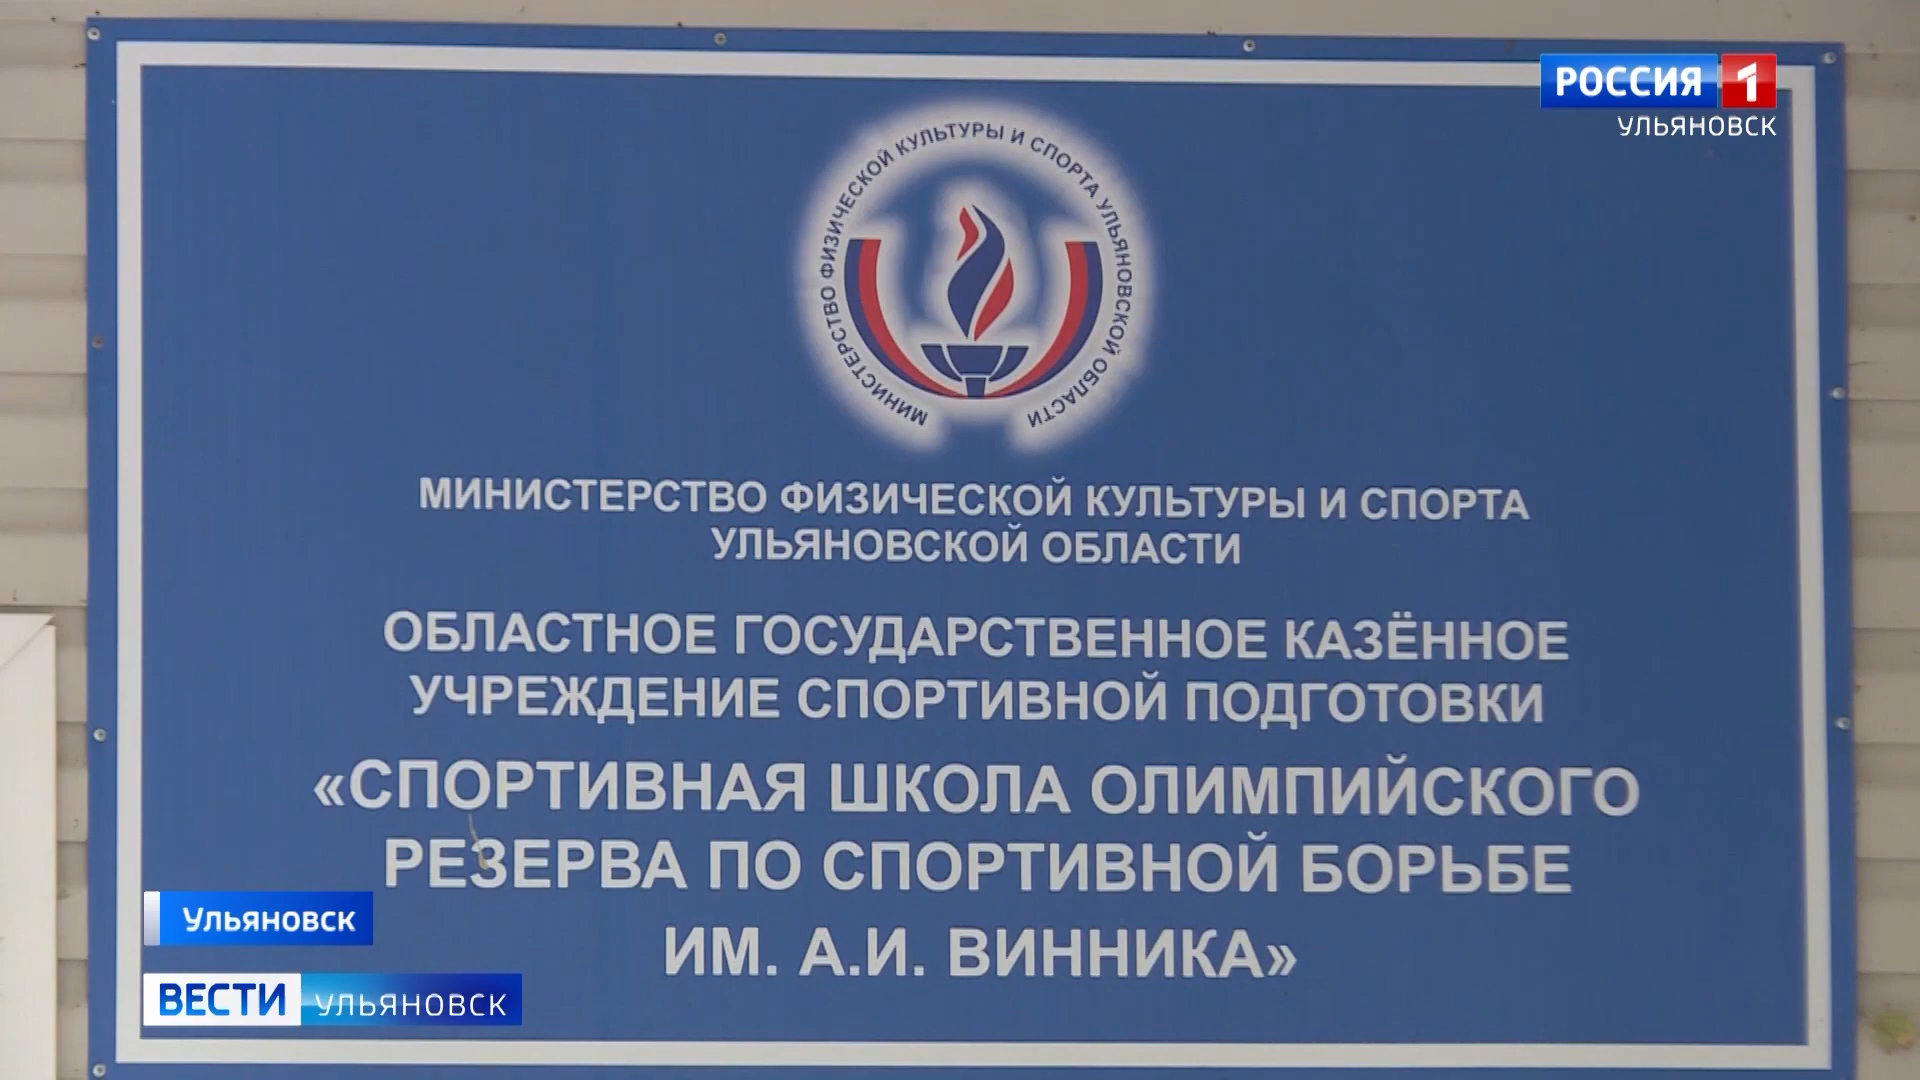 РОССИЯ 1
УЛЬЯНОВСК
МИНИСТЕРСТВО ФИЗИЧЕСКОЙ КУЛЬТУРЫ И СПОРТА УЛЬЯНОВСКОЙ ОБЛАСТИ
МИНИСТЕРСТВО ФИЗИЧЕСКОЙ КУЛЬТУРЫ И СПОРТА
УЛЬЯНОВСКОЙ ОБЛАСТИ
ОБЛАСТНОЕ ГОСУДАРСТВЕННОЕ КАЗЁННОЕ
УЧРЕЖДЕНИЕ СПОРТИВНОЙ ПОДГОТОВКИ
«СПОРТИВНАЯ ШКОЛА ОЛИМПИЙСКОГО
РЕЗЕРВА ПО СПОРТИВНОЙ БОРЬБЕ
ИМ. А.И. ВИННИКА»
Ульяновск
ВЕСТИ УЛЬЯНОВСК